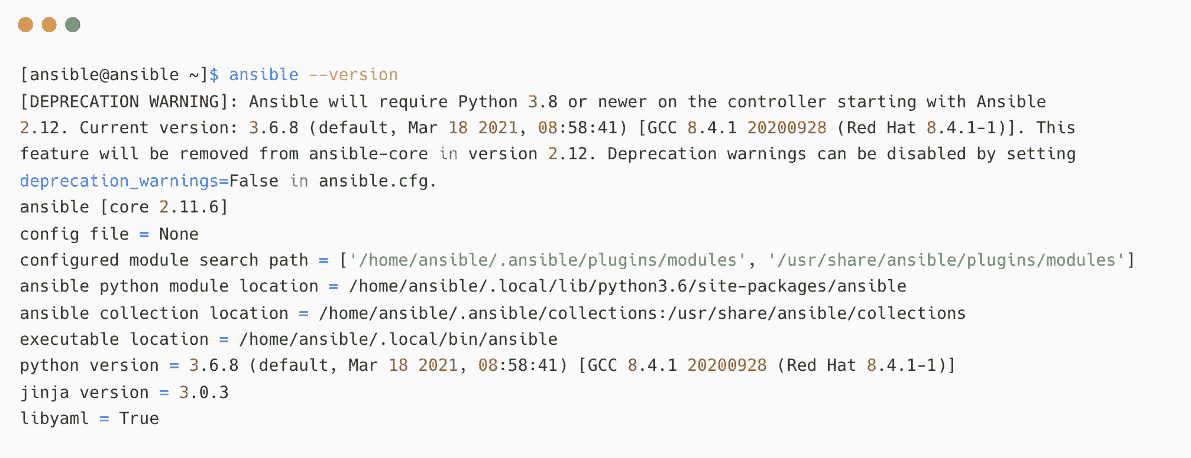 [ansible@ansible ~]$ ansible --version
[DEPRECATION WARNING]: Ansible will require Python 3.8 or newer on the controller starting with Ansible
2.12. Current version: 3.6.8 (default, Mar 18 2021, 08:58:41) [GCC 8.4.1 20200928 (Red Hat 8.4.1-1)]. This
feature will be removed from ansible-core in version 2.12. Deprecation warnings can be disabled by setting
deprecation_warnings=False in ansible.cfg.
ansible [core 2.11.6]
config file = None
configured module search path = ['/home/ansible/.ansible/plugins/modules', '/usr/share/ansible/plugins/modules']
ansible python module location = /home/ansible/.local/lib/python3.6/site-packages/ansible
ansible collection location = /home/ansible/.ansible/collections:/usr/share/ansible/collections
executable location = /home/ansible/.local/bin/ansible
python version = 3.6.8 (default, Mar 18 2021, 08:58:41) [GCC 8.4.1 20200928 (Red Hat 8.4.1-1)]
jinja version = 3.0.3
libyaml = True